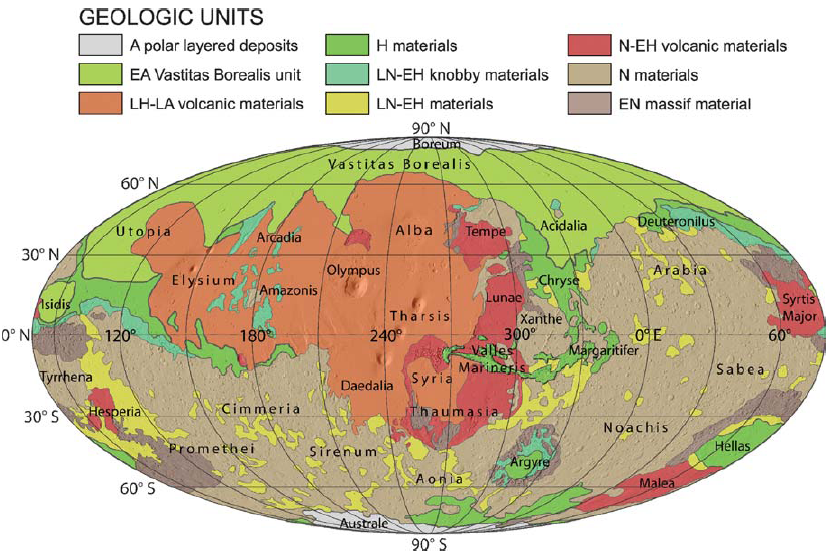 GEOLOGIC UNITS
A polar layered deposits
H materials
N-EH volcanic materials
EA Vastitas Borealis unit
LN-EH knobby materials
N materials
LH-LA volcanic materials
LN-EH materials
EN massif material
90° N
Boreum
Vastitas Borealis
60° N
Utopia
Arcadia
Alba
Tempe
Acidalia
Deuteronilus
30° N
Elysium
Olympus
Amazonis
Chryse
Arabia
Isidis
Tharsis
Lunae
Xanthe
Syrtis
Major
0° N
120°
180°
240°
300°
0° E
60°
Valles
Marineris
Margaritifer
Tyrrhena
Daedalia
Syria
Sabea
Hesperia
Cimmeria
Thaumasia
30° S
Noachis
Promethei
Sirenum
Argyre
Hellas
Aonia
Malea
60° S
Australe
90° S